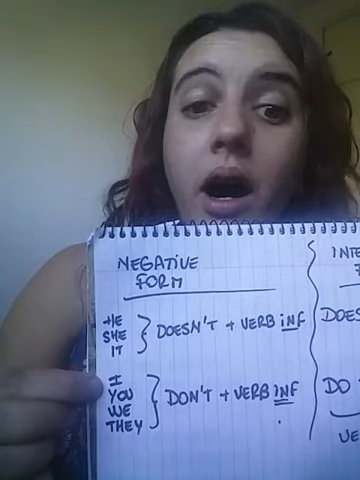 NEGATIVE
FORM
HE
SHE
IT
DOESN'T + VERB INF
I
YOU
WE
THEY
DON'T + VERB INF
INTE
DOES
DO
VE